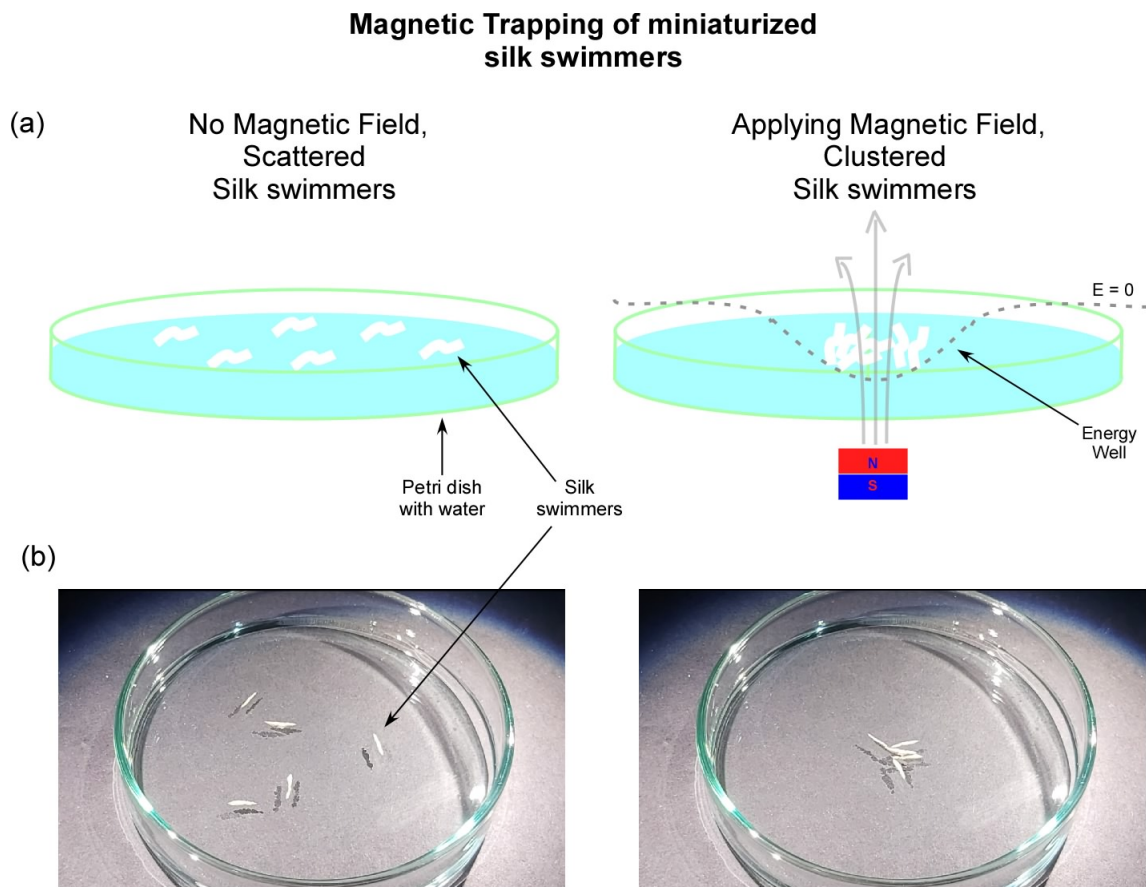 Magnetic Trapping of miniaturized
silk swimmers
(a)
No Magnetic Field,
Scattered
Silk swimmers
Applying Magnetic Field,
Clustered
Silk swimmers
E = 0
N
S
Energy
Well
Petri dish
with water
Silk
swimmers
(b)